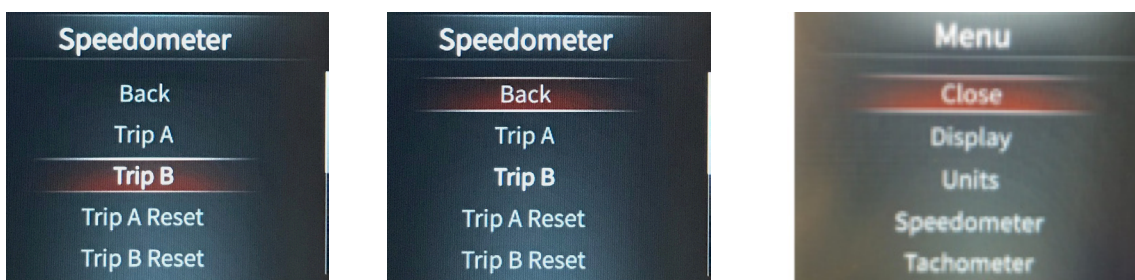 Speedometer
Back
Trip A
Trip B
Trip A Reset
Trip B Reset
Speedometer
Back
Trip A
Trip B
Trip A Reset
Trip B Reset
Menu
Close
Display
Units
Speedometer
Tachometer